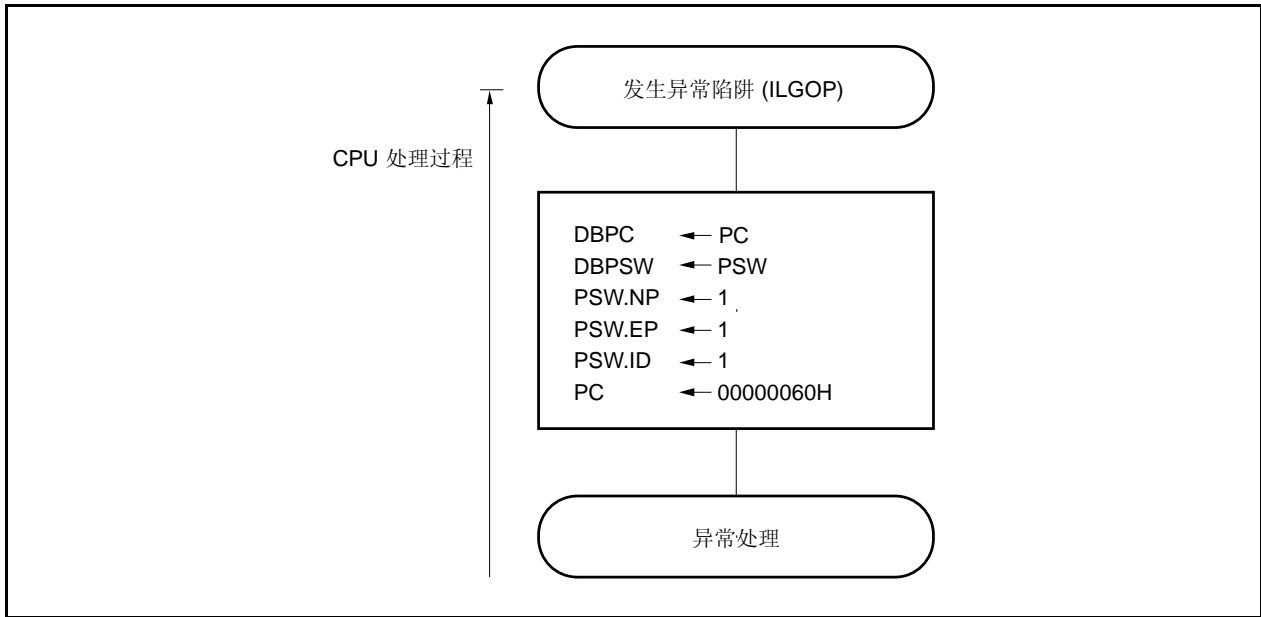 发生异常陷阱 (ILGOP)
CPU 处理过程
DBPC ← PC
DBPSW ← PSW
PSW.NP ← 1
PSW.EP ← 1
PSW.ID ← 1
PC ← 00000060H
异常处理